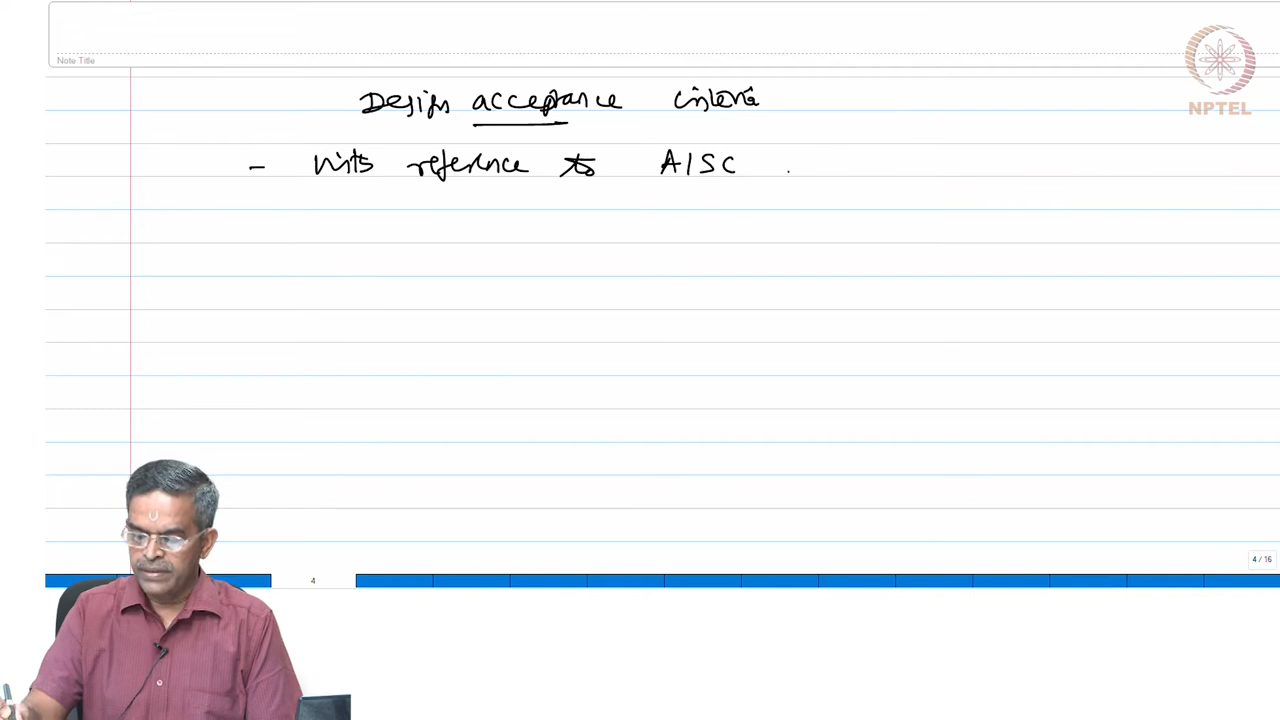 NPTEL
Note Title
Design acceptance criteria
- With reference to AISC
4 / 16
4